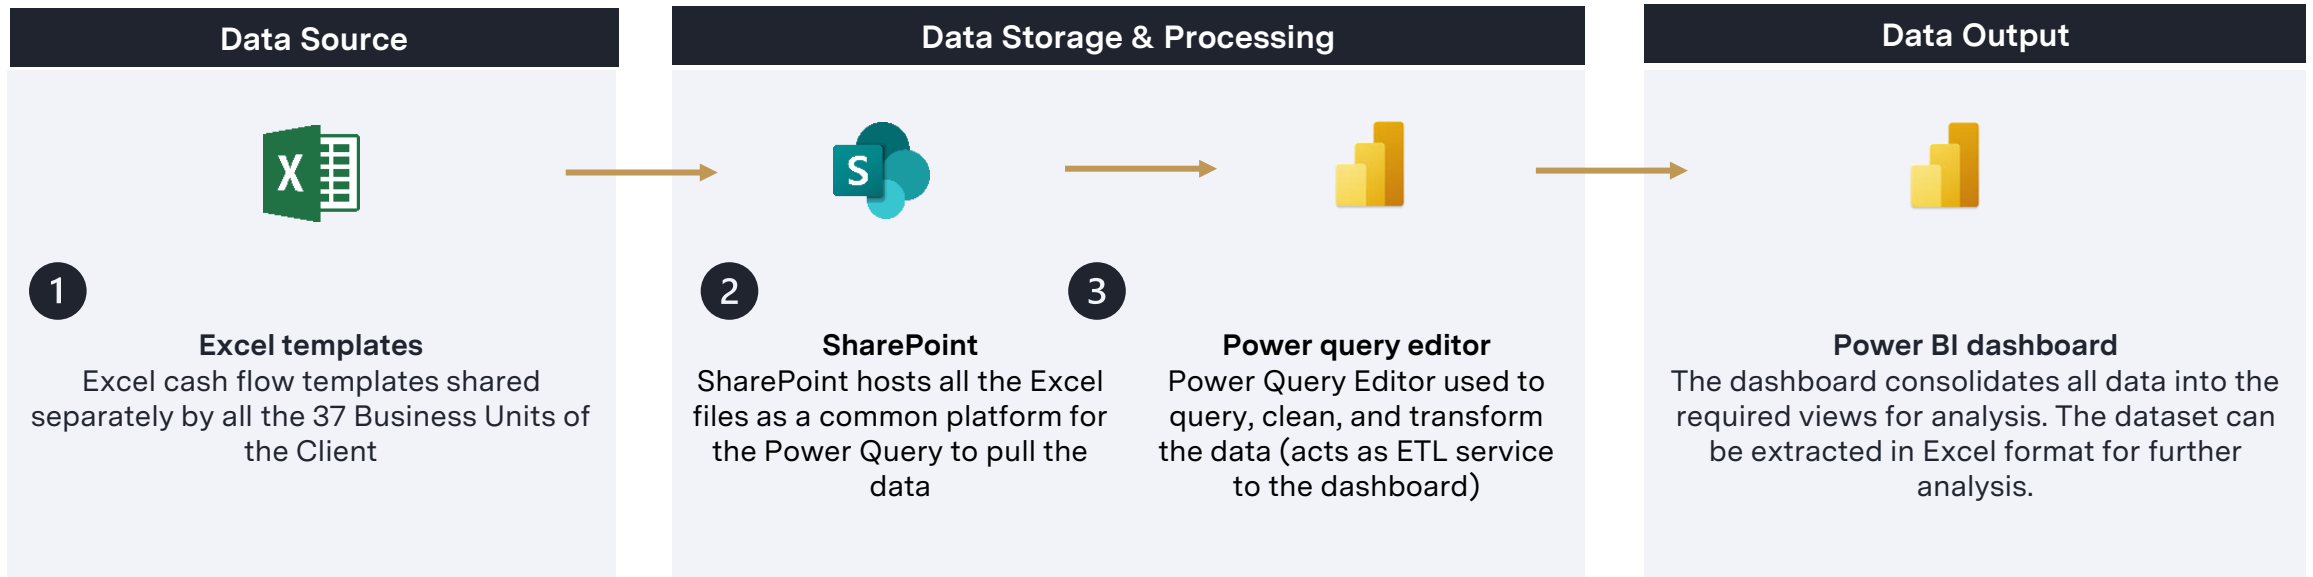 Data Source
X
1
Excel templates
Excel cash flow templates shared
separately by all the 37 Business Units of
the Client
Data Storage & Processing
S
2
SharePoint
SharePoint hosts all the Excel
files as a common platform for
the Power Query to pull the
data
3
Power query editor
Power Query Editor used to
query, clean, and transform
the data (acts as ETL service
to the dashboard)
Data Output
Power BI dashboard
The dashboard consolidates all data into the
required views for analysis. The dataset can
be extracted in Excel format for further
analysis.